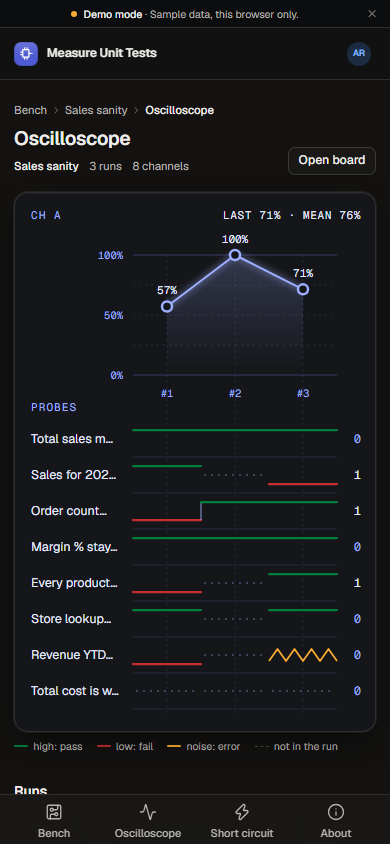 Demo mode · Sample data, this browser only.
Measure Unit Tests
AR
Bench > Sales sanity > Oscilloscope
Oscilloscope
Sales sanity 3 runs 8 channels
Open board
CH A LAST 71% · MEAN 76%
100%
100%
71%
57%
50%
0%
#1 #2 #3
PROBES
Total sales m... 0
Sales for 202... 1
Order count... 1
Margin % stay... 0
Every product... 1
Store lookup... 0
Revenue YTD... 0
Total cost is w... 0
high: pass low: fail noise: error not in the run
Runs
Bench Oscilloscope Short circuit About